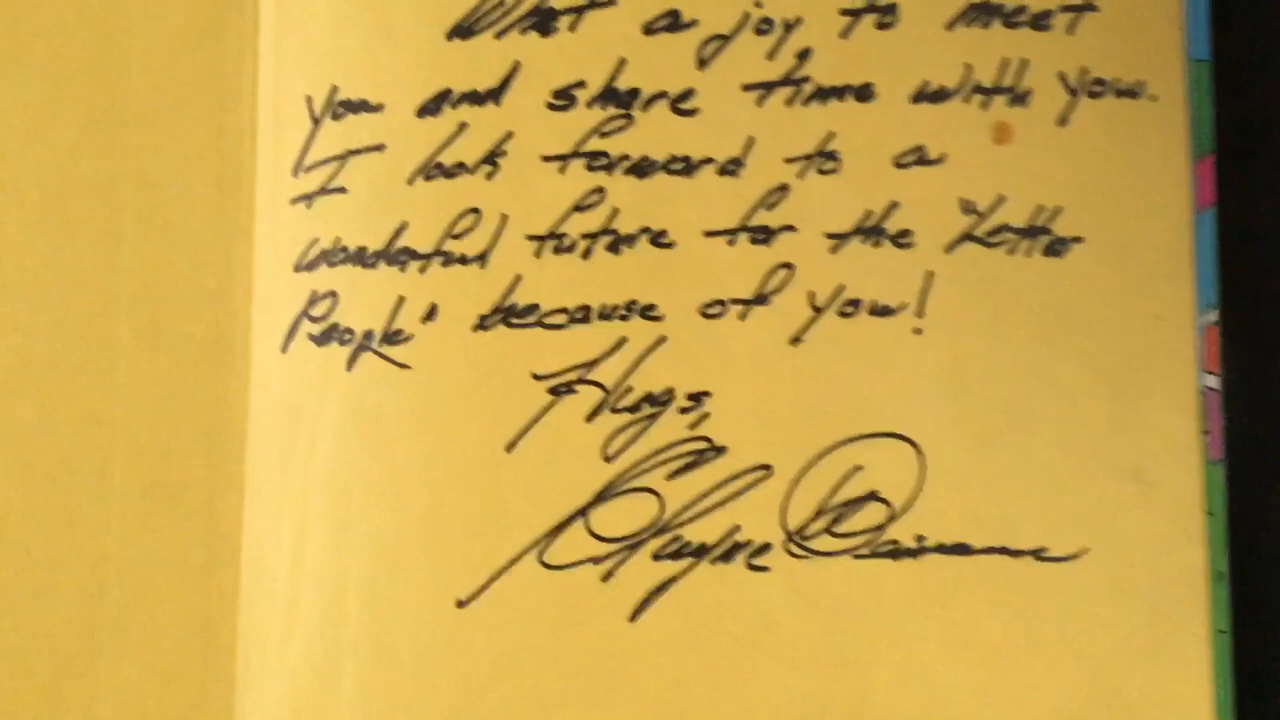 What a joy, to meet
you and share time with you.
I look forward to a
wonderful future for the "Letter
People" because of you!
Hugs,